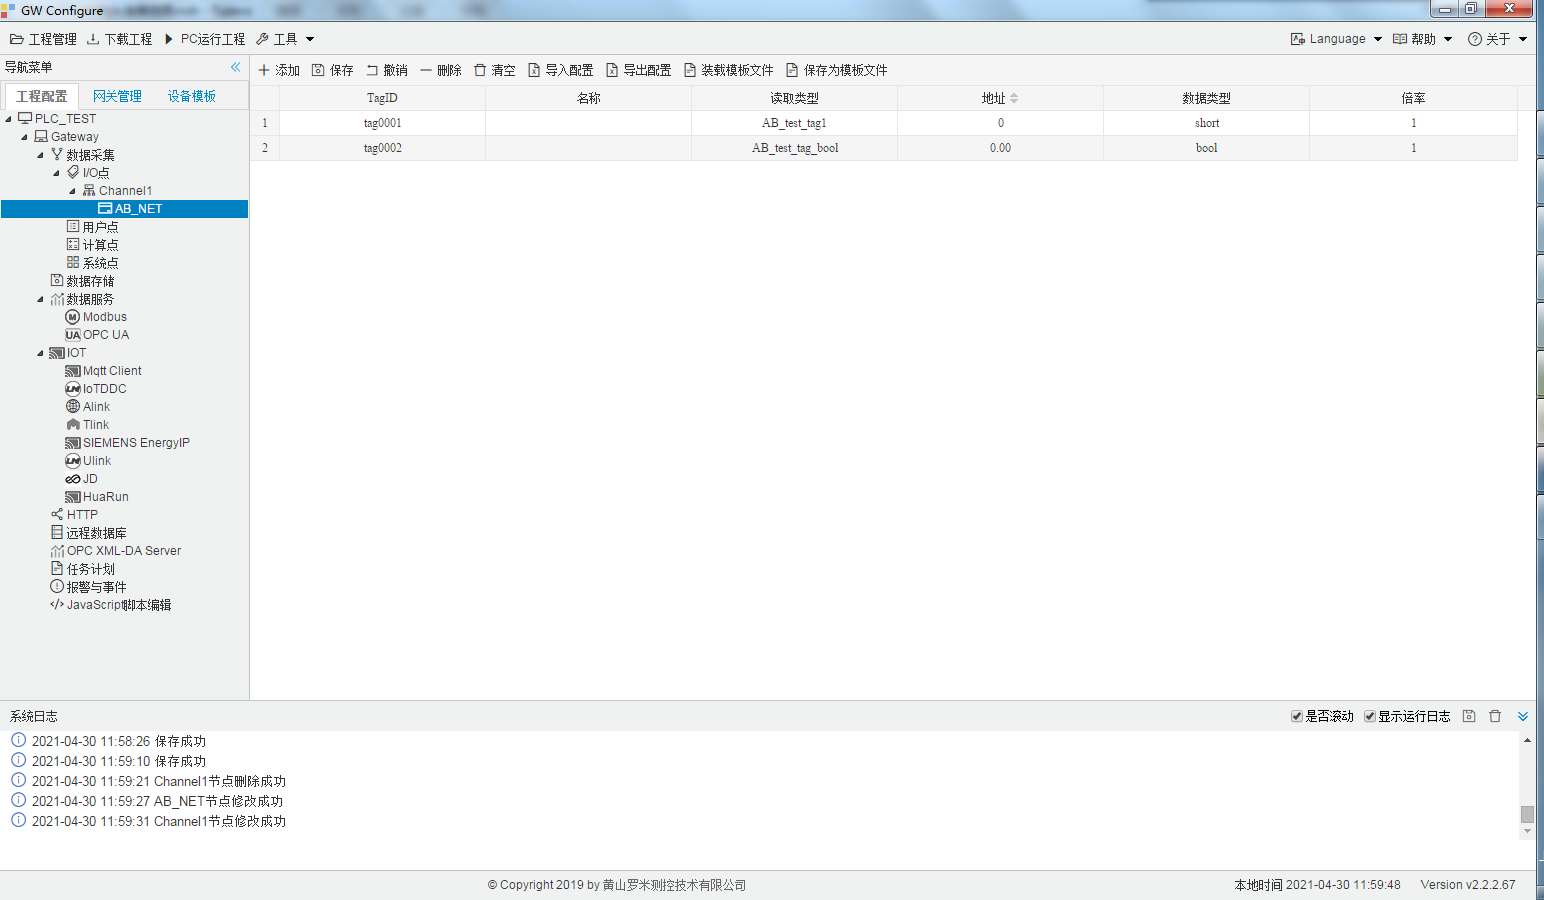 GW Configure
工程管理 下载工程 PC运行工程 工具 Language 帮助 关于
导航菜单
工程配置 网关管理 设备模板
PLC_TEST
Gateway
数据采集
I/O点
Channel1
AB_NET
用户点
计算点
系统点
数据存储
数据服务
Modbus
OPC UA
IOT
Mqtt Client
IoTDDC
Alink
Tlink
SIEMENS EnergyIP
Ulink
JD
HuaRun
HTTP
远程数据库
OPC XML-DA Server
任务计划
报警与事件
JavaScript脚本编辑
添加 保存 撤销 删除 清空 导入配置 导出配置 装载模板文件 保存为模板文件
TagID 名称 读取类型 地址 数据类型 倍率
1 tag0001 AB_test_tag1 0 short 1
2 tag0002 AB_test_tag_bool 0.00 bool 1
系统日志 是否滚动 显示运行日志
2021-04-30 11:58:26 保存成功
2021-04-30 11:59:10 保存成功
2021-04-30 11:59:21 Channel1节点删除成功
2021-04-30 11:59:27 AB_NET节点修改成功
2021-04-30 11:59:31 Channel1节点修改成功
© Copyright 2019 by 黄山罗米测控技术有限公司 本地时间 2021-04-30 11:59:48 Version v2.2.2.67